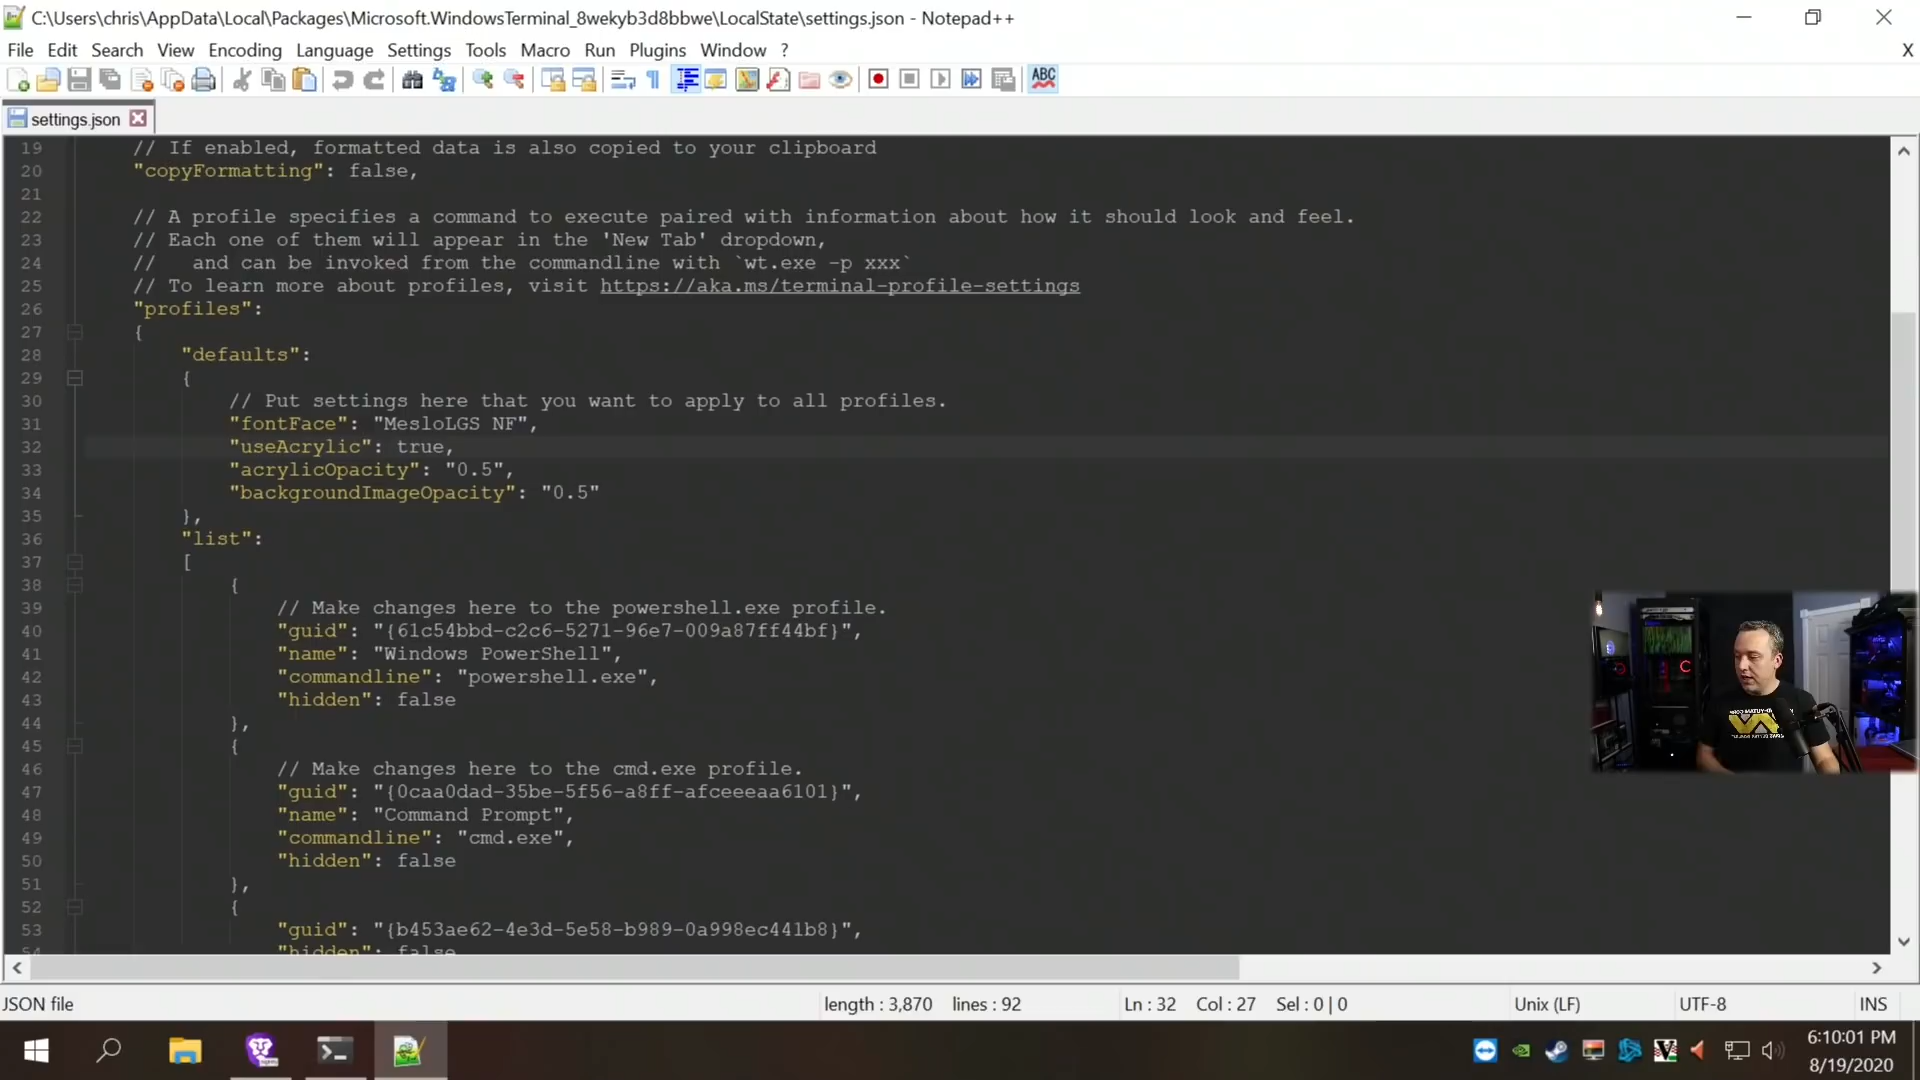 C:\Users\chris\AppData\Local\Packages\Microsoft.WindowsTerminal_8wekyb3d8bbwe\LocalState\settings.json - Notepad++
File Edit Search View Encoding Language Settings Tools Macro Run Plugins Window ? X
ABC
settings.json
19 // If enabled, formatted data is also copied to your clipboard
20 "copyFormatting": false,
21
22 // A profile specifies a command to execute paired with information about how it should look and feel.
23 // Each one of them will appear in the 'New Tab' dropdown,
24 //   and can be invoked from the commandline with `wt.exe -p xxx`
25 // To learn more about profiles, visit https://aka.ms/terminal-profile-settings
26 "profiles":
27 {
28 "defaults":
29 {
30 // Put settings here that you want to apply to all profiles.
31 "fontFace": "MesloLGS NF",
32 "useAcrylic": true,
33 "acrylicOpacity": "0.5",
34 "backgroundImageOpacity": "0.5"
35 },
36 "list":
37 [
38 {
39 // Make changes here to the powershell.exe profile.
40 "guid": "{61c54bbd-c2c6-5271-96e7-009a87ff44bf}",
41 "name": "Windows PowerShell",
42 "commandline": "powershell.exe",
43 "hidden": false
44 },
45 {
46 // Make changes here to the cmd.exe profile.
47 "guid": "{0caa0dad-35be-5f56-a8ff-afceeeaa6101}",
48 "name": "Command Prompt",
49 "commandline": "cmd.exe",
50 "hidden": false
51 },
52 {
53 "guid": "{b453ae62-4e3d-5e58-b989-0a998ec441b8}",
54 "hidden": false
JSON file length : 3,870 lines : 92 Ln : 32 Col : 27 Sel : 0 | 0 Unix (LF) UTF-8 INS
6:10:01 PM
8/19/2020